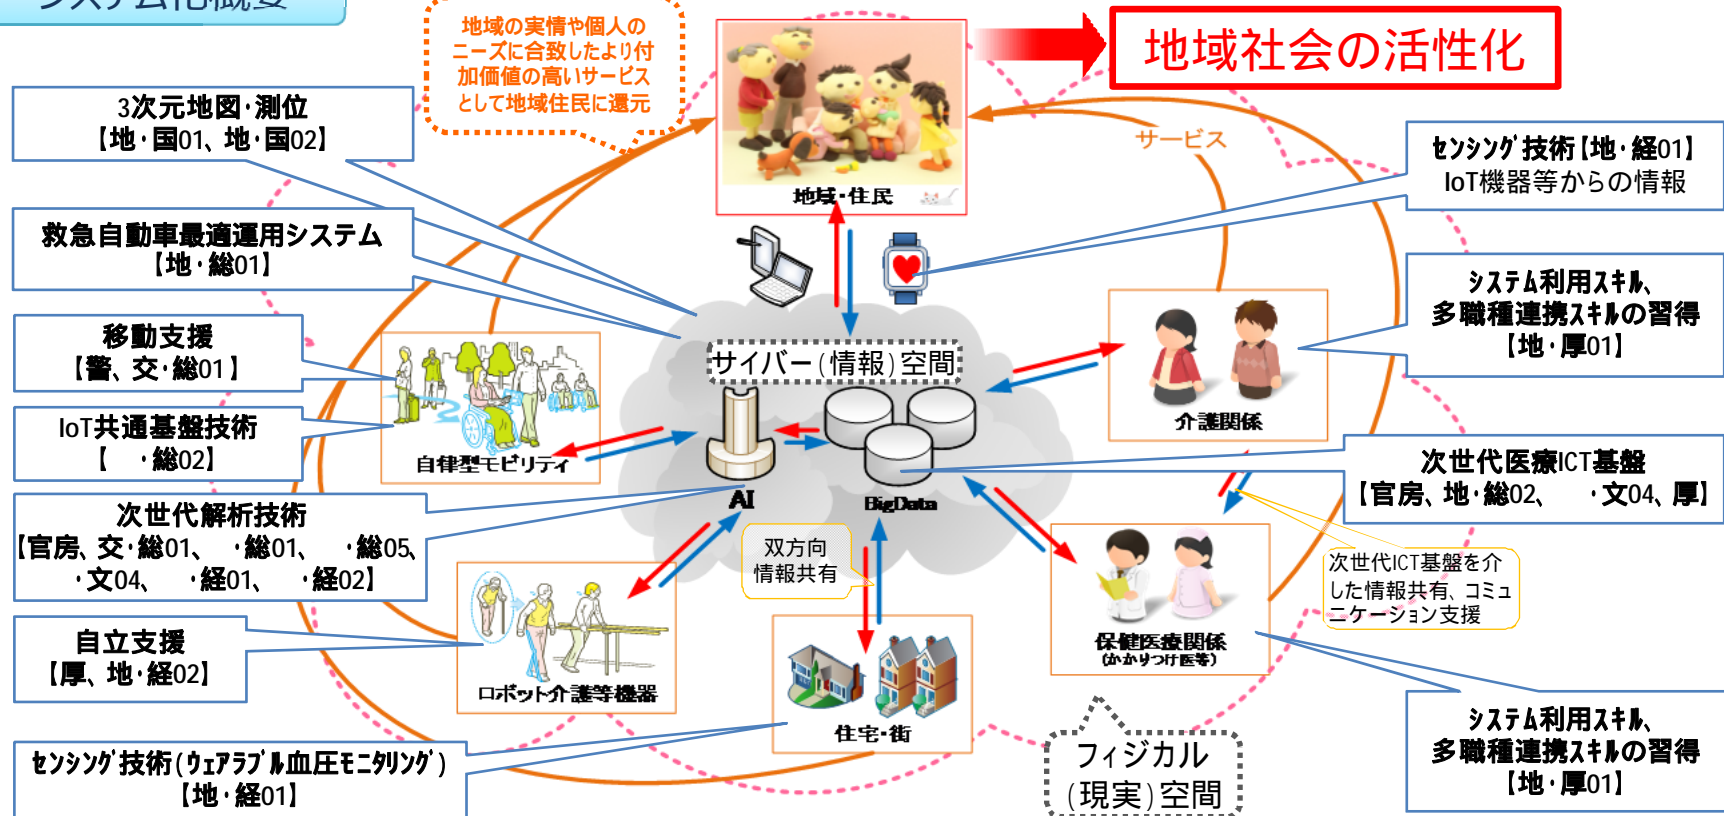 システム化概要
地域の実情や個人の
ニーズに合致したより付
加価値の高いサービス
として地域住民に還元
地域社会の活性化
3次元地図・測位
【地・国01、地・国02】
サービス
センシング技術【地・経01】
IoT機器等からの情報
地域・住民
救急自動車最適運用システム
【地・総01】
システム利用スキル、
多職種連携スキルの習得
【地・厚01】
移動支援
【警、交・総01】
サイバー(情報)空間
介護関係
IoT共通基盤技術
【　・総02】
自律型モビリティ
AI
BigData
次世代医療ICT基盤
【官房、地・総02、　・文04、厚】
次世代解析技術
【官房、交・総01、　・総01、　・総05、
・文04、　・経01、　・経02】
双方向
情報共有
次世代ICT基盤を介
した情報共有、コミュ
ニケーション支援
自立支援
【厚、地・経02】
ロボット介護等機器
保健医療関係
(かかりつけ医等)
住宅・街
センシング技術(ウェアラブル血圧モニタリング)
【地・経01】
フィジカル
(現実)空間
システム利用スキル、
多職種連携スキルの習得
【地・厚01】